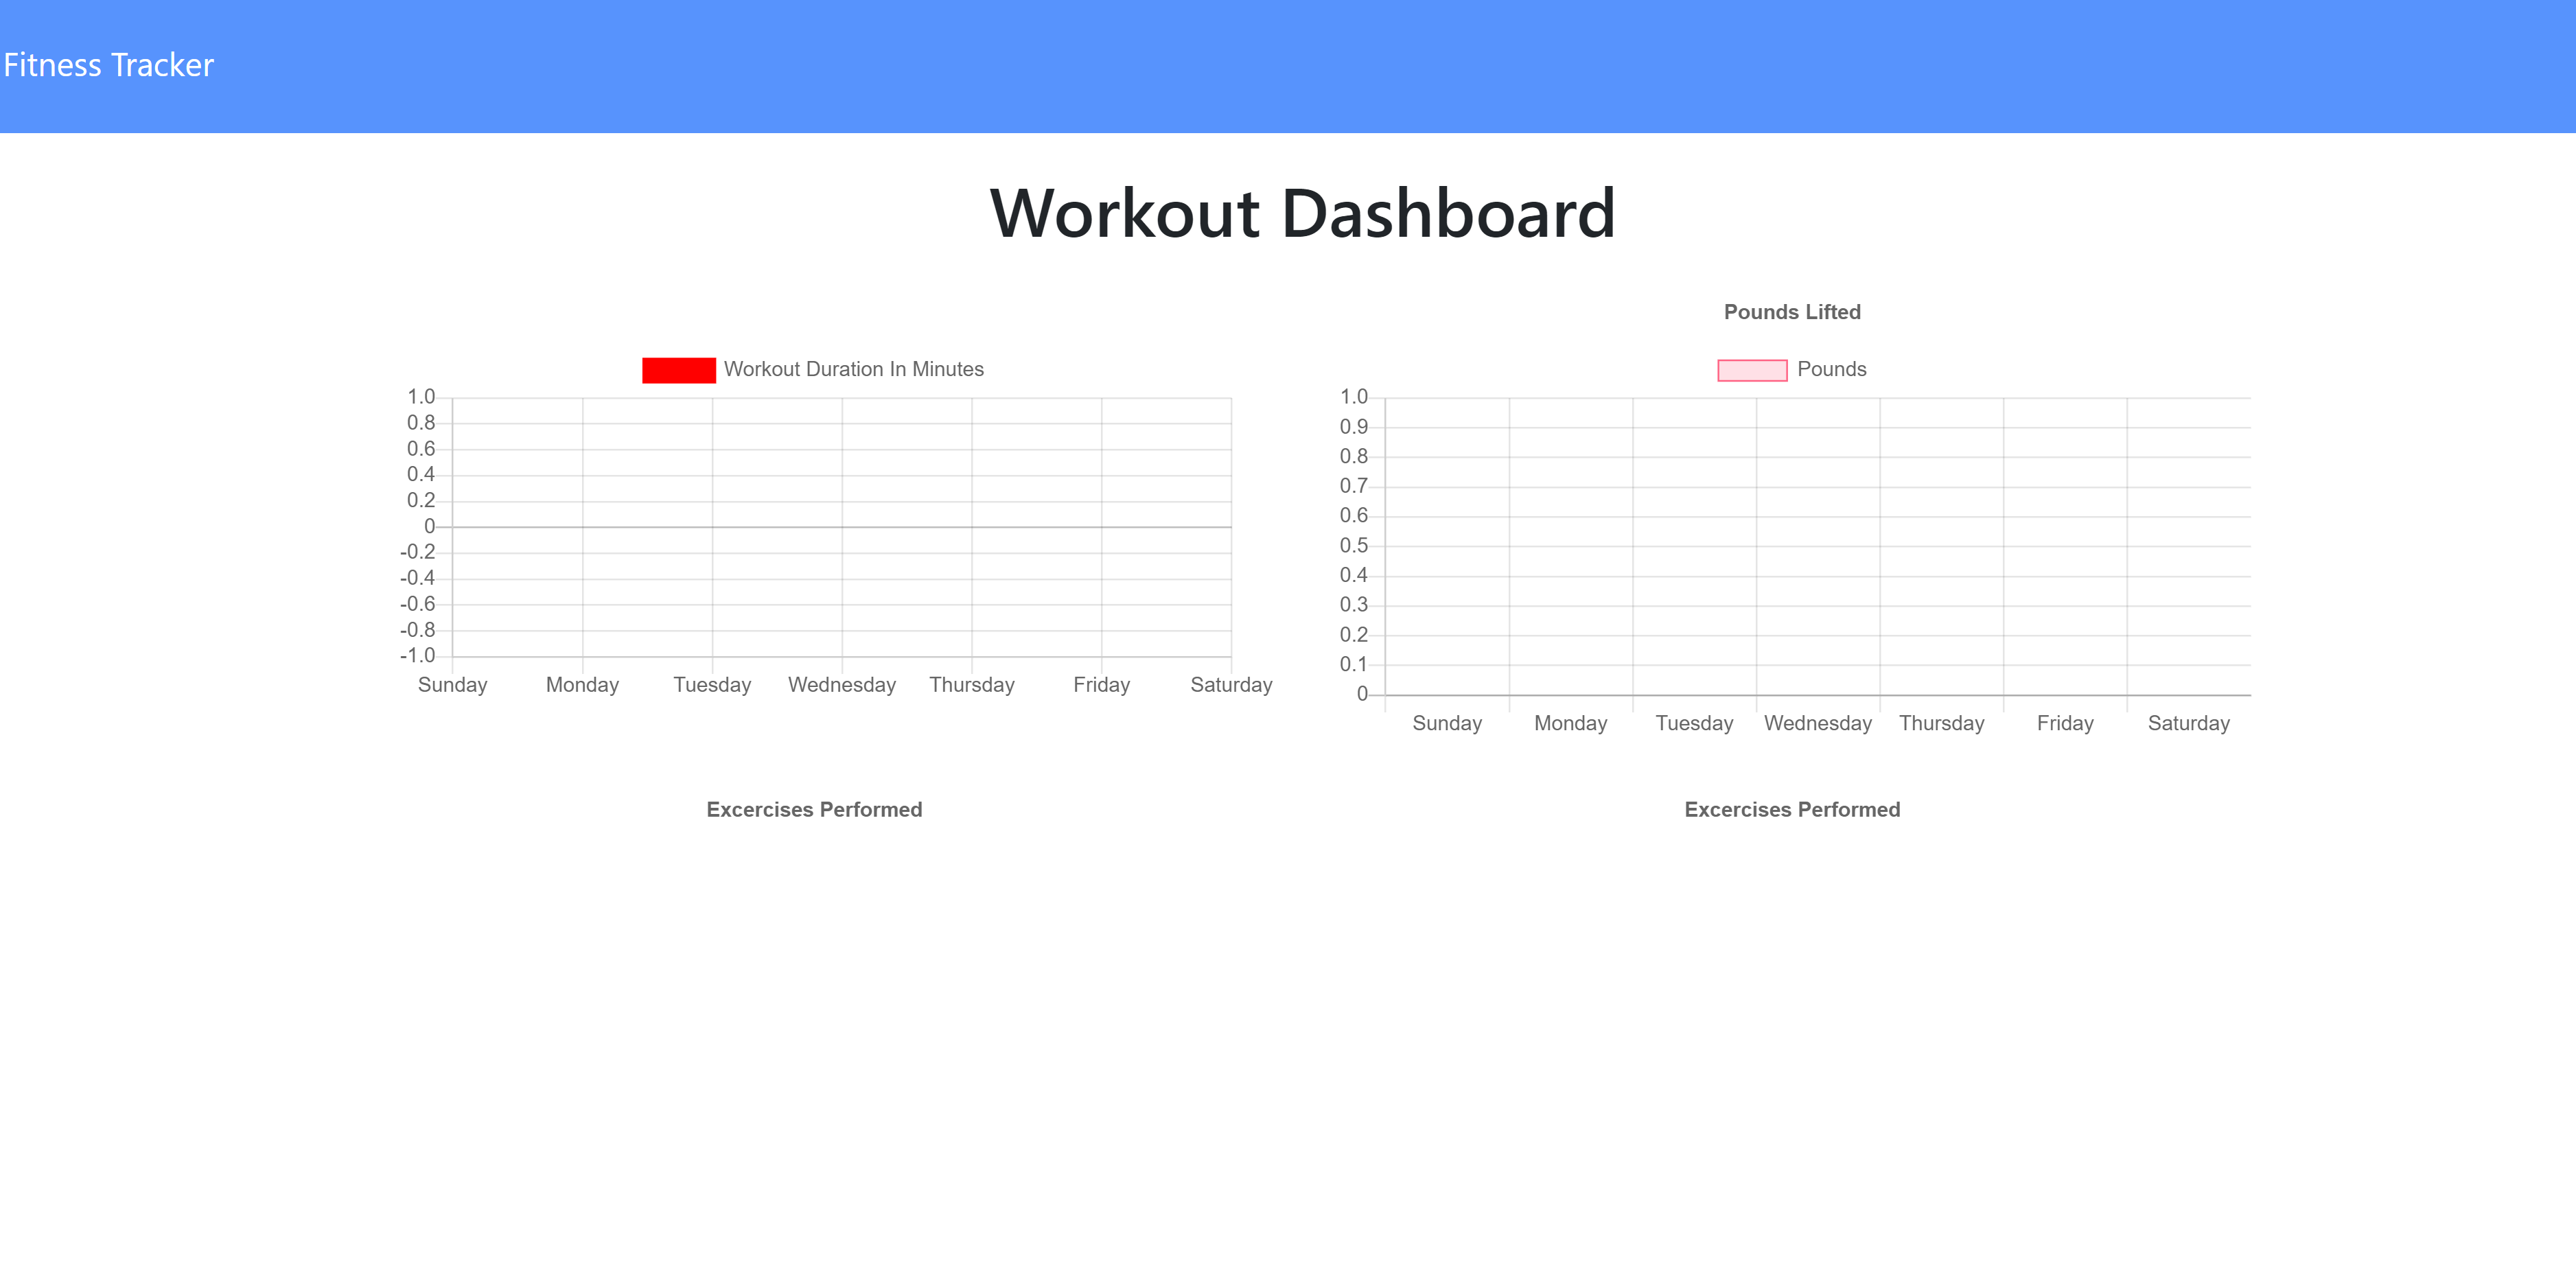 Fitness Tracker
Workout Dashboard
Workout Duration In Minutes
1.0
0.8
0.6
0.4
0.2
0
-0.2
-0.4
-0.6
-0.8
-1.0
Sunday Monday Tuesday Wednesday Thursday Friday Saturday
Pounds Lifted
Pounds
1.0
0.9
0.8
0.7
0.6
0.5
0.4
0.3
0.2
0.1
0
Sunday Monday Tuesday Wednesday Thursday Friday Saturday
Excercises Performed
Excercises Performed